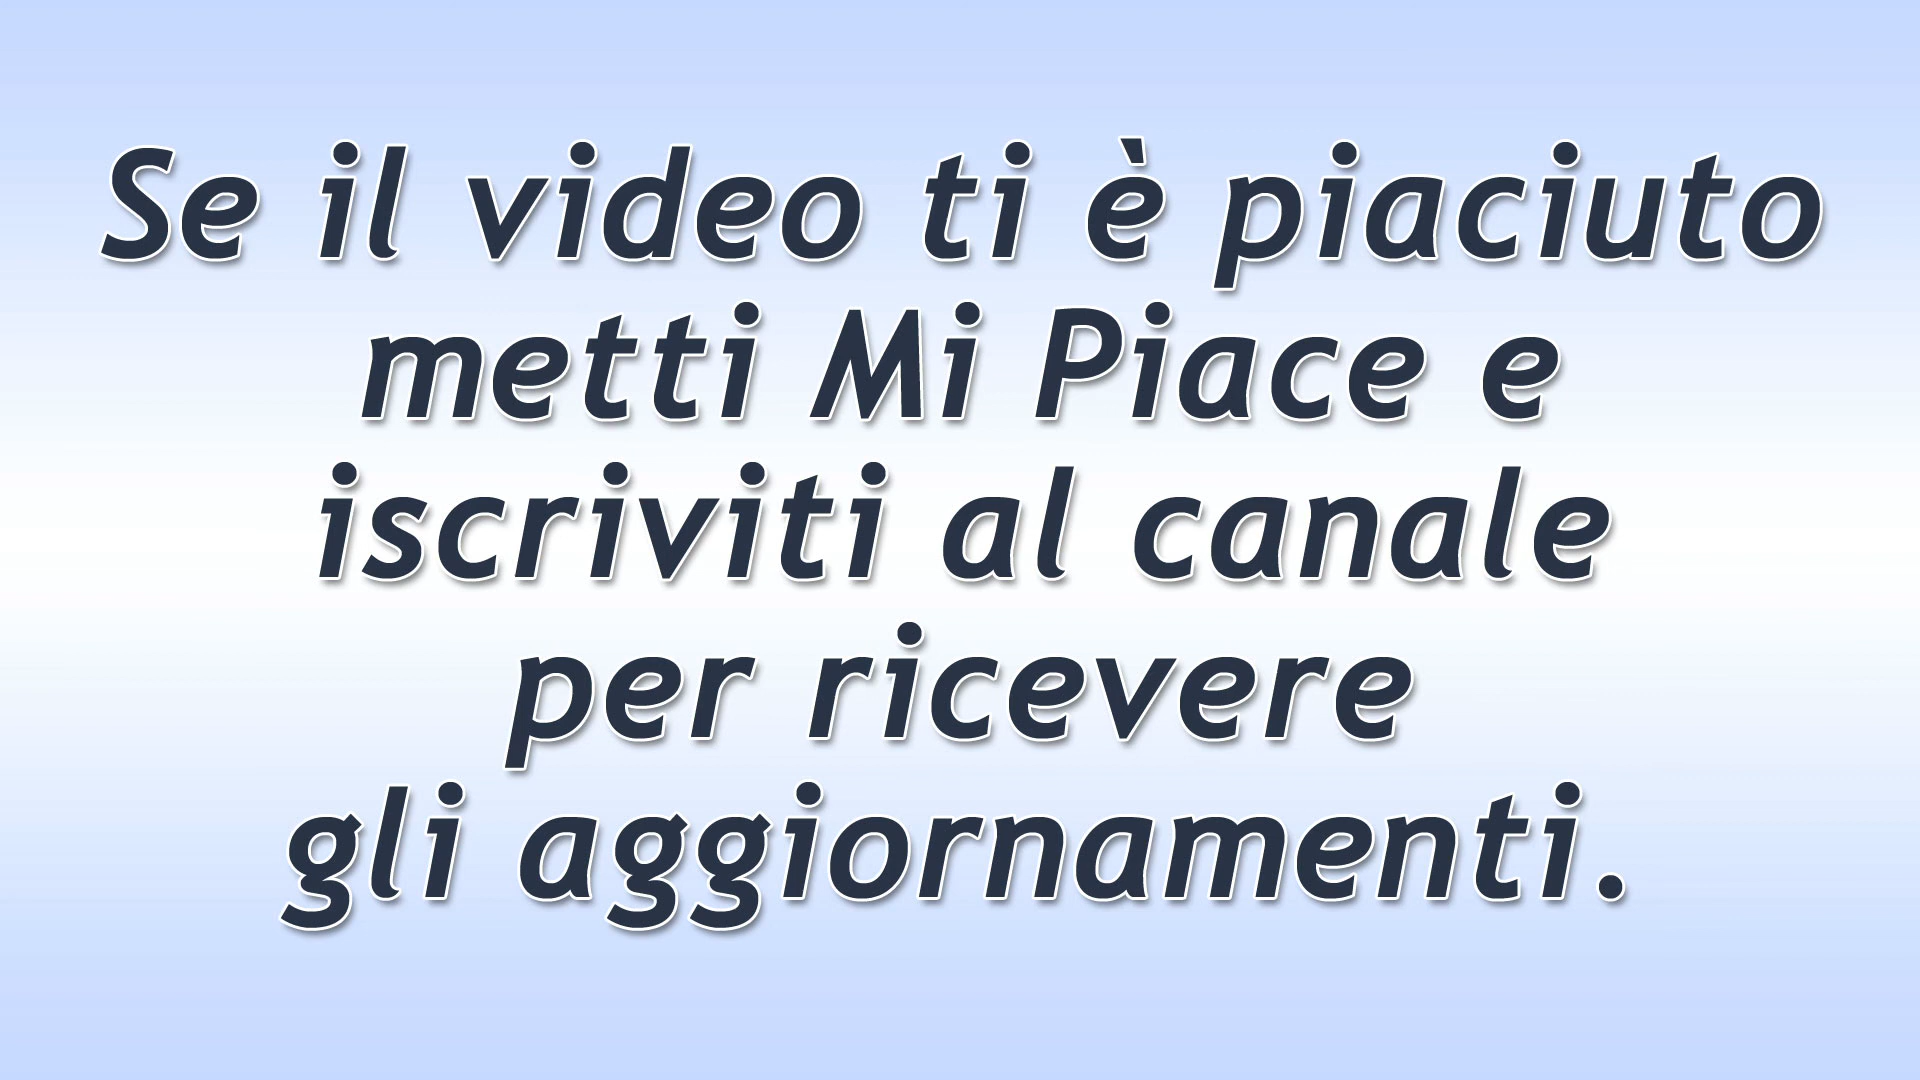 Se il video ti è piaciuto
metti Mi Piace e
iscriviti al canale
per ricevere
gli aggiornamenti.